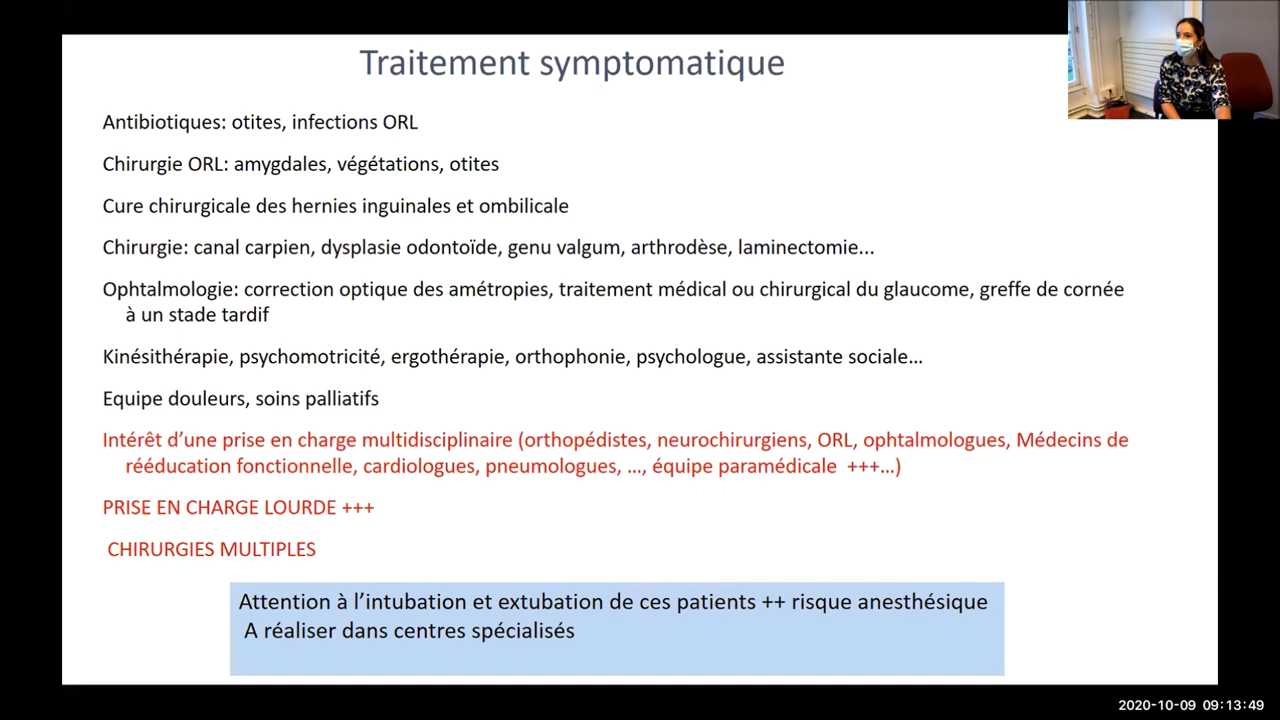 Traitement symptomatique
Antibiotiques: otites, infections ORL
Chirurgie ORL: amygdales, végétations, otites
Cure chirurgicale des hernies inguinales et ombilicale
Chirurgie: canal carpien, dysplasie odontoïde, genu valgum, arthrodèse, laminectomie...
Ophtalmologie: correction optique des amétropies, traitement médical ou chirurgical du glaucome, greffe de cornée
à un stade tardif
Kinésithérapie, psychomotricité, ergothérapie, orthophonie, psychologue, assistante sociale...
Equipe douleurs, soins palliatifs
Intérêt d’une prise en charge multidisciplinaire (orthopédistes, neurochirurgiens, ORL, ophtalmologues, Médecins de
rééducation fonctionnelle, cardiologues, pneumologues, ..., équipe paramédicale +++...)
PRISE EN CHARGE LOURDE +++
CHIRURGIES MULTIPLES
Attention à l’intubation et extubation de ces patients ++ risque anesthésique
A réaliser dans centres spécialisés
2020-10-09 09:13:49